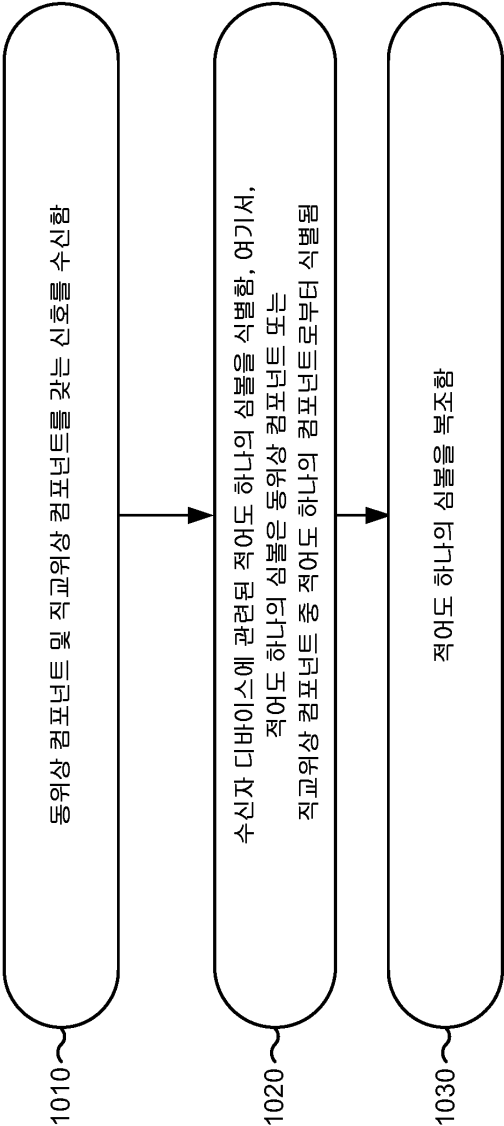 동위상 컴포넌트 및 직교위상 컴포넌트를 갖는 신호를 수신함
1010
수신자 디바이스에 관련된 적어도 하나의 심볼을 식별함, 여기서,
적어도 하나의 심볼은 동위상 컴포넌트 또는
직교위상 컴포넌트 중 적어도 하나의 컴포넌트로부터 식별됨
1020
적어도 하나의 심볼을 복조함
1030